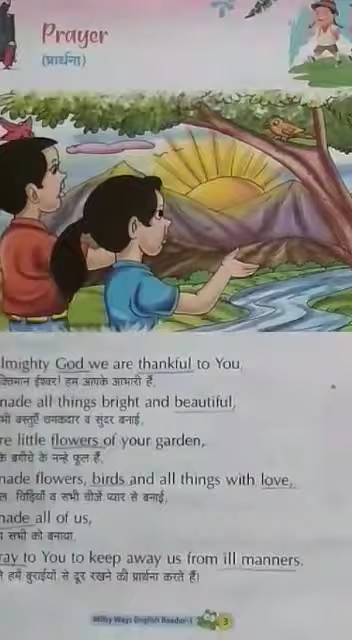 Prayer
(प्रार्थना)
lmighty God we are thankful to You,
क्तिमान ईश्वर! हम आपके आभारी हैं,
nade all things bright and beautiful,
भी वस्तुएँ चमकदार व सुंदर बनाई,
re little flowers of your garden,
के बगीचे के नन्हे फूल हैं,
nade flowers, birds and all things with love,
ल, चिड़ियाँ व सभी चीजें प्यार से बनाई,
nade all of us,
सभी को बनाया,
ray to You to keep away us from ill manners.
हमें बुराईयों से दूर रखने की प्रार्थना करते हैं।
Milky Ways English Reader-1 3